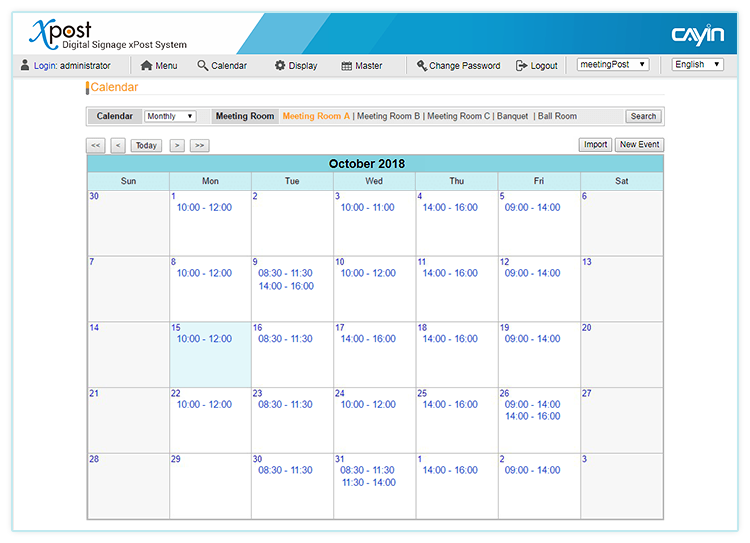 xpost
Digital Signage xPost System
CAYIN
Login: administrator Menu Calendar Display Master Change Password Logout meetingPost English
Calendar
Calendar Monthly Meeting Room Meeting Room A | Meeting Room B | Meeting Room C | Banquet | Ball Room Search
<< < Today > >> Import New Event
October 2018
Sun Mon Tue Wed Thu Fri Sat
30 1 2 3 4 5 6
10:00 - 12:00 10:00 - 11:00 14:00 - 16:00 09:00 - 14:00
7 8 9 10 11 12 13
10:00 - 12:00 08:30 - 11:30 10:00 - 12:00 14:00 - 16:00 09:00 - 14:00
14:00 - 16:00
14 15 16 17 18 19 20
10:00 - 12:00 08:30 - 11:30 14:00 - 16:00 14:00 - 16:00 09:00 - 14:00
21 22 23 24 25 26 27
10:00 - 12:00 08:30 - 11:30 10:00 - 12:00 14:00 - 16:00 09:00 - 14:00
14:00 - 16:00
28 29 30 31 1 2 3
08:30 - 11:30 08:30 - 11:30 14:00 - 16:00 09:00 - 14:00
11:30 - 14:00